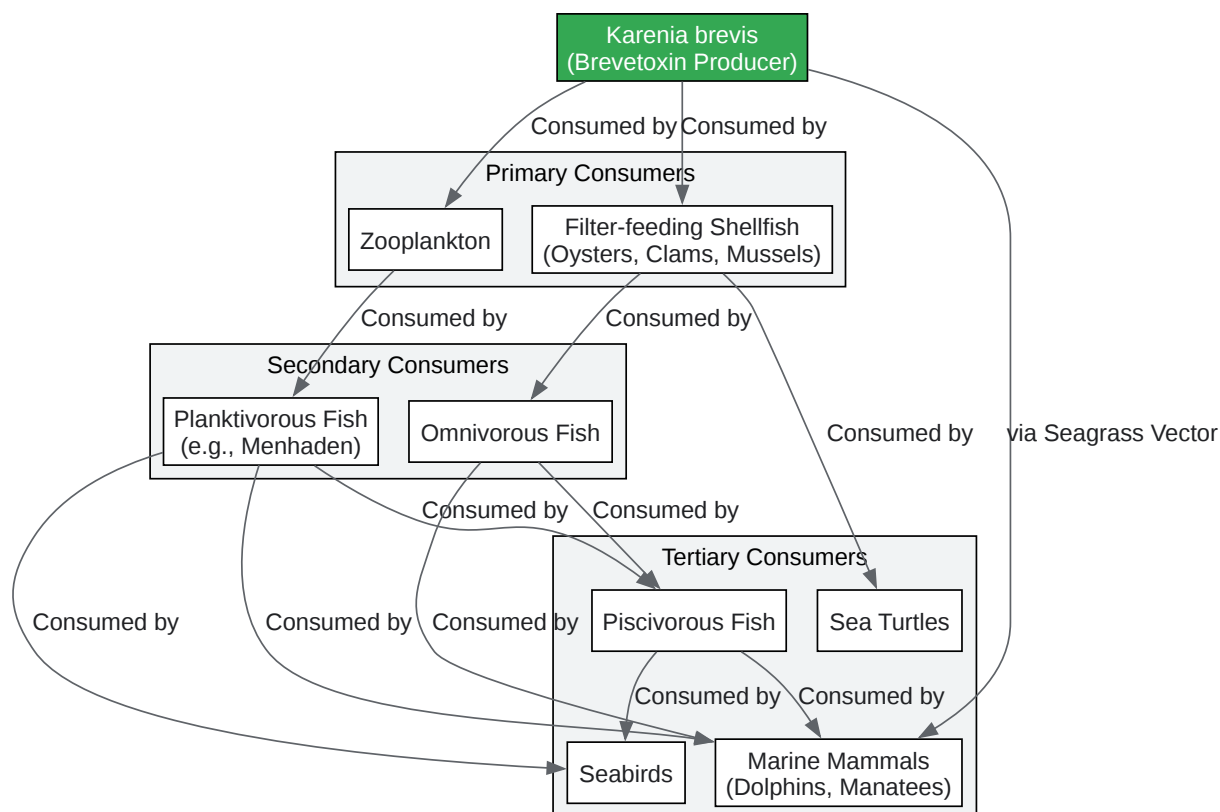 Karenia brevis
(Brevetoxin Producer)
Consumed by
Consumed by
Primary Consumers
Zooplankton
Filter-feeding Shellfish
(Oysters, Clams, Mussels)
Consumed by
Consumed by
Secondary Consumers
Planktivorous Fish
(e.g., Menhaden)
Omnivorous Fish
Consumed by
via Seagrass Vector
Consumed by
Consumed by
Tertiary Consumers
Consumed by
Consumed by
Consumed by
Piscivorous Fish
Sea Turtles
Consumed by
Consumed by
Seabirds
Marine Mammals
(Dolphins, Manatees)